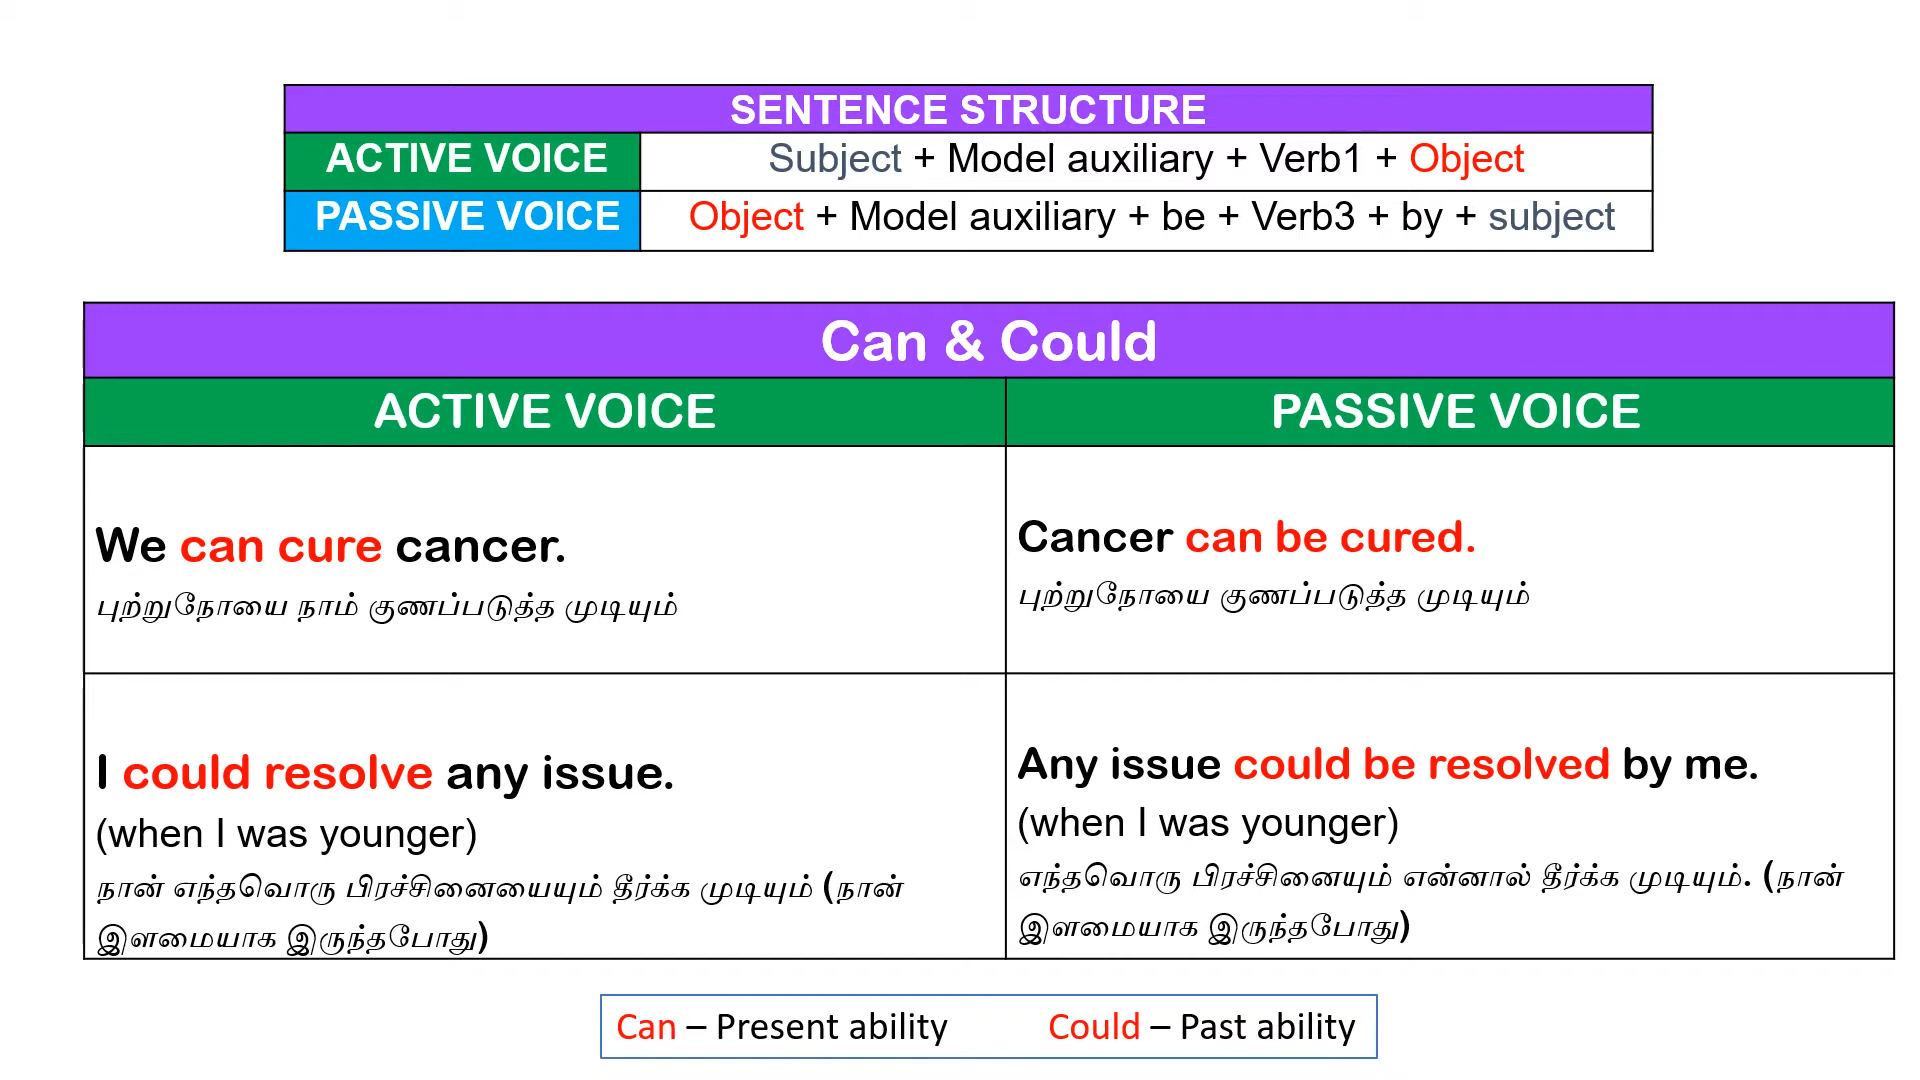 SENTENCE STRUCTURE
ACTIVE VOICE Subject + Model auxiliary + Verb1 + Object
PASSIVE VOICE Object + Model auxiliary + be + Verb3 + by + subject
Can & Could
ACTIVE VOICE PASSIVE VOICE
We can cure cancer.
புற்றுநோயை நாம் குணப்படுத்த முடியும்
Cancer can be cured.
புற்றுநோயை குணப்படுத்த முடியும்
I could resolve any issue.
(when I was younger)
நான் எந்தவொரு பிரச்சினையையும் தீர்க்க முடியும் (நான்
இளமையாக இருந்தபோது)
Any issue could be resolved by me.
(when I was younger)
எந்தவொரு பிரச்சினையும் என்னால் தீர்க்க முடியும். (நான்
இளமையாக இருந்தபோது)
Can – Present ability Could – Past ability